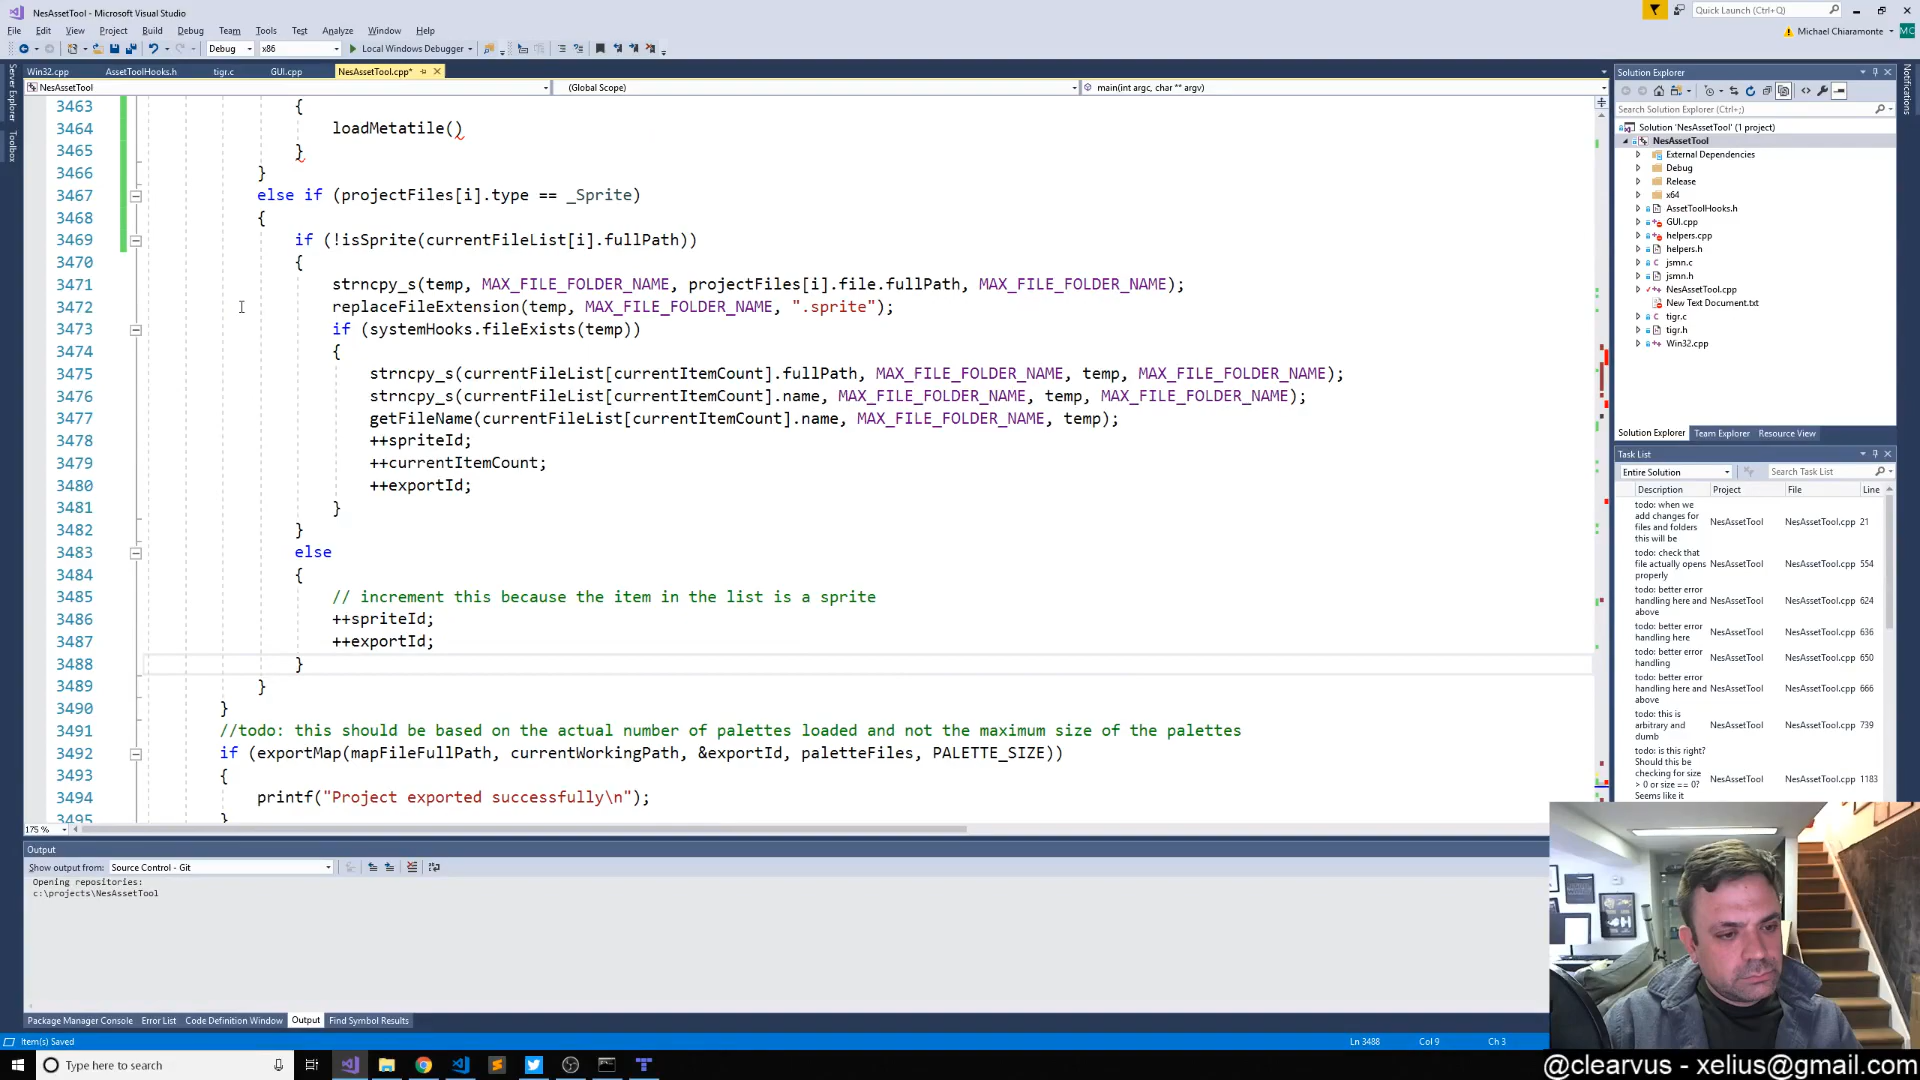 NesAssetTool - Microsoft Visual Studio
Quick Launch (Ctrl+Q)
File Edit View Project Build Debug Team Tools Test Analyze Window Help
Michael Chiaramonte
MC
Debug x86 Local Windows Debugger
Win32.cpp AssetToolHooks.h tigr.c GUI.cpp NesAssetTool.cpp*
NesAssetTool (Global Scope) main(int argc, char ** argv)
Server Explorer
Toolbox
Notifications
3463 {
3464 loadMetatile()
3465 }
3466 }
3467 else if (projectFiles[i].type == _Sprite)
3468 {
3469 if (!isSprite(currentFileList[i].fullPath))
3470 {
3471 strncpy_s(temp, MAX_FILE_FOLDER_NAME, projectFiles[i].file.fullPath, MAX_FILE_FOLDER_NAME);
3472 replaceFileExtension(temp, MAX_FILE_FOLDER_NAME, ".sprite");
3473 if (systemHooks.fileExists(temp))
3474 {
3475 strncpy_s(currentFileList[currentItemCount].fullPath, MAX_FILE_FOLDER_NAME, temp, MAX_FILE_FOLDER_NAME);
3476 strncpy_s(currentFileList[currentItemCount].name, MAX_FILE_FOLDER_NAME, temp, MAX_FILE_FOLDER_NAME);
3477 getFileName(currentFileList[currentItemCount].name, MAX_FILE_FOLDER_NAME, temp);
3478 ++spriteId;
3479 ++currentItemCount;
3480 ++exportId;
3481 }
3482 }
3483 else
3484 {
3485 // increment this because the item in the list is a sprite
3486 ++spriteId;
3487 ++exportId;
3488 }
3489 }
3490 }
3491 //todo: this should be based on the actual number of palettes loaded and not the maximum size of the palettes
3492 if (exportMap(mapFileFullPath, currentWorkingPath, &exportId, paletteFiles, PALETTE_SIZE))
3493 {
3494 printf("Project exported successfully\n");
3495 }
175 %
Solution Explorer
Search Solution Explorer (Ctrl+;)
Solution 'NesAssetTool' (1 project)
NesAssetTool
External Dependencies
Debug
Release
x64
AssetToolHooks.h
GUI.cpp
helpers.cpp
helpers.h
jsmn.c
jsmn.h
NesAssetTool.cpp
New Text Document.txt
tigr.c
tigr.h
Win32.cpp
Solution Explorer Team Explorer Resource View
Task List
Entire Solution Search Task List
Description Project File Line
todo: when we add changes for files and folders this will be NesAssetTool NesAssetTool.cpp 21
todo: check that file actually opens properly NesAssetTool NesAssetTool.cpp 554
todo: better error handling here and above NesAssetTool NesAssetTool.cpp 624
todo: better error handling here NesAssetTool NesAssetTool.cpp 636
todo: better error handling NesAssetTool NesAssetTool.cpp 650
todo: better error handling here and above NesAssetTool NesAssetTool.cpp 666
todo: this is arbitrary and dumb NesAssetTool NesAssetTool.cpp 739
todo: is this right? Should this be checking for size > 0 or size == 0? Seems like it NesAssetTool NesAssetTool.cpp 1183
Output
Show output from: Source Control - Git
Opening repositories:
c:\projects\NesAssetTool
Package Manager Console Error List Code Definition Window Output Find Symbol Results
Item(s) Saved Ln 3488 Col 9 Ch 3
Type here to search
@clearvus - xelius@gmail.com